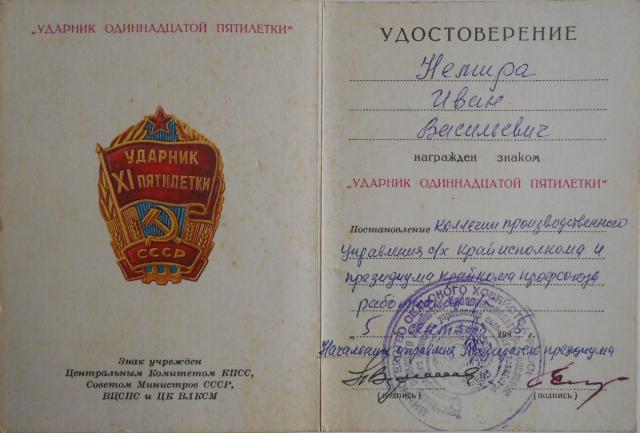 „УДАРНИК ОДИННАДЦАТОЙ ПЯТИЛЕТКИ"
УДАРНИК
XI ПЯТИЛЕТКИ
СССР
Знак учрежден
Центральным Комитетом КПСС,
Советом Министров СССР,
ВЦСПС и ЦК ВЛКСМ
УДОСТОВЕРЕНИЕ
Немира
Иван
Васильевич
награжден знаком
„УДАРНИК ОДИННАДЦАТОЙ ПЯТИЛЕТКИ"
Постановление коллегии производственного
управления с/х крайисполкома и
президиума крайкома профсоюза
„5 198
Начальник управления Председатель президиума
(подпись) (подпись)